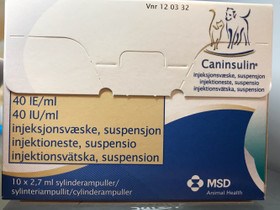 Vnr 12 03 32
Caninsulin®
injeksjonsvæske, suspensjon
injektioneste, suspensio
injektionsvätska, suspension
40 IE/ml
40 IU/ml
injeksjonsvæske, suspensjon
injektioneste, suspensio
injektionsvätska, suspension
10 x 2,7 ml sylinderampuller/
sylinteriampullit/cylinderampuller
MSD
Animal Health